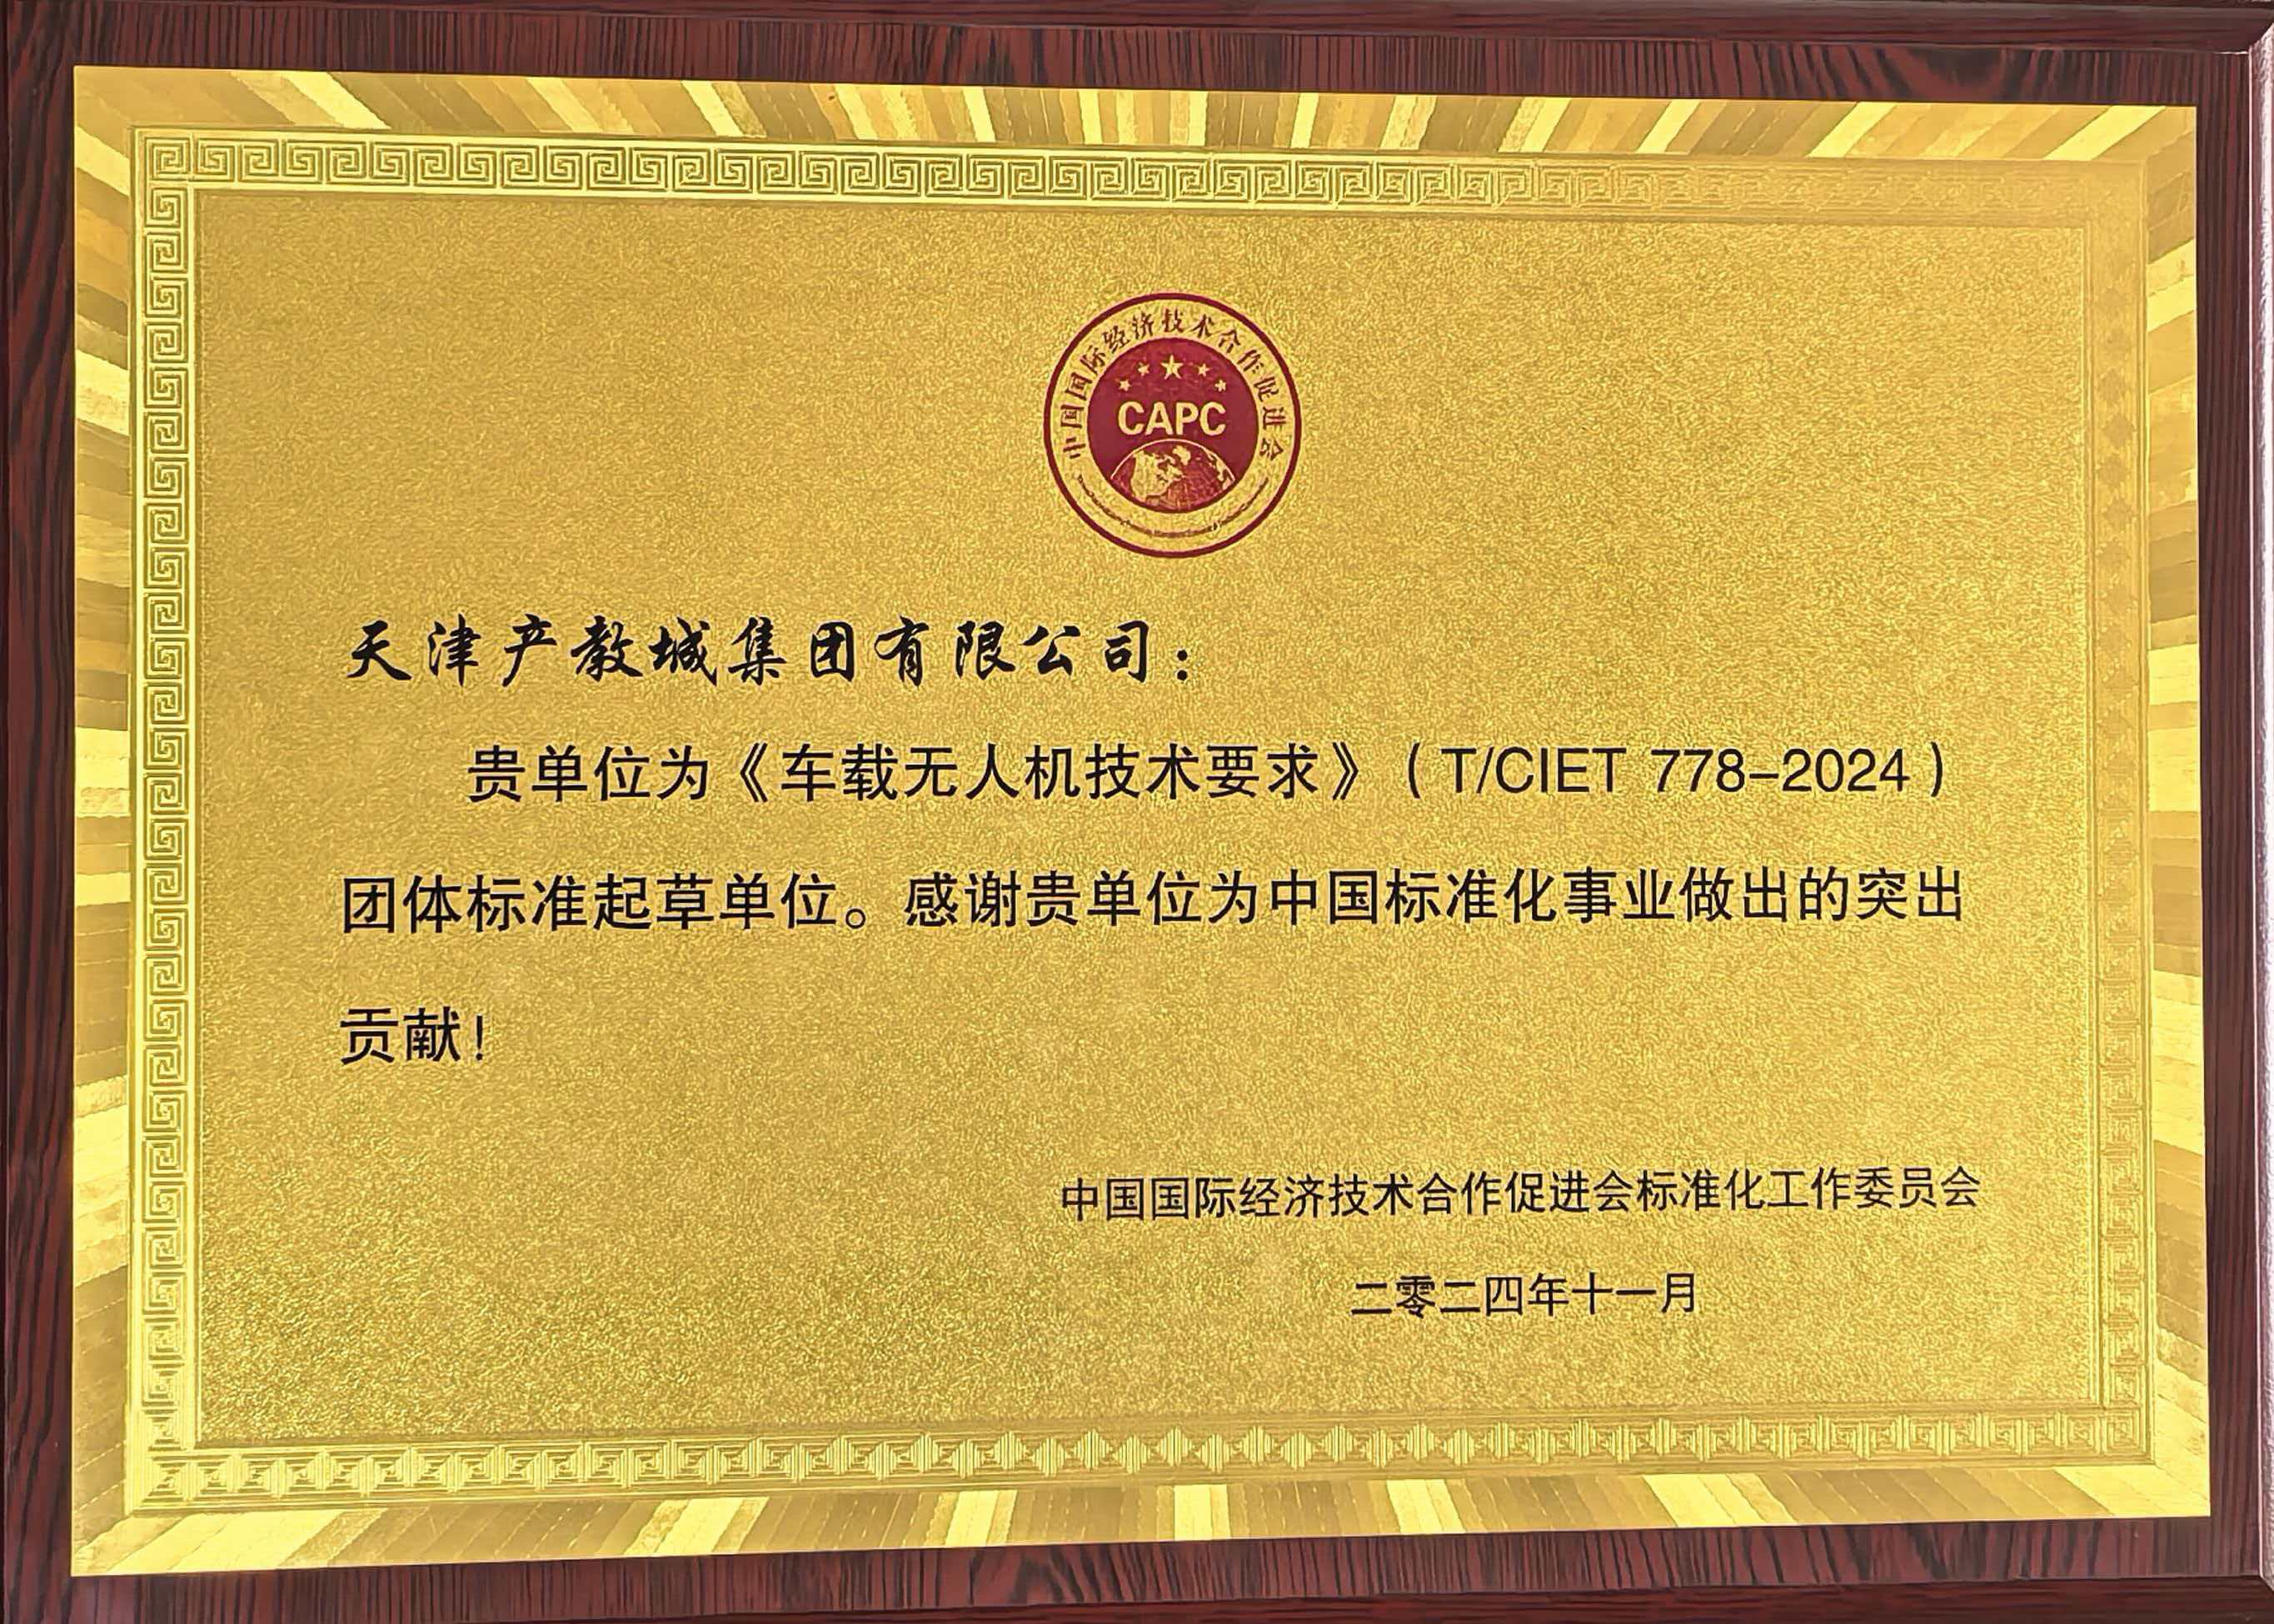 中国国际经济技术合作促进会
CAPC
天津产教城集团有限公司：
贵单位为《车载无人机技术要求》（T/CIET 778-2024）
团体标准起草单位。感谢贵单位为中国标准化事业做出的突出
贡献！
中国国际经济技术合作促进会标准化工作委员会
二零二四年十一月